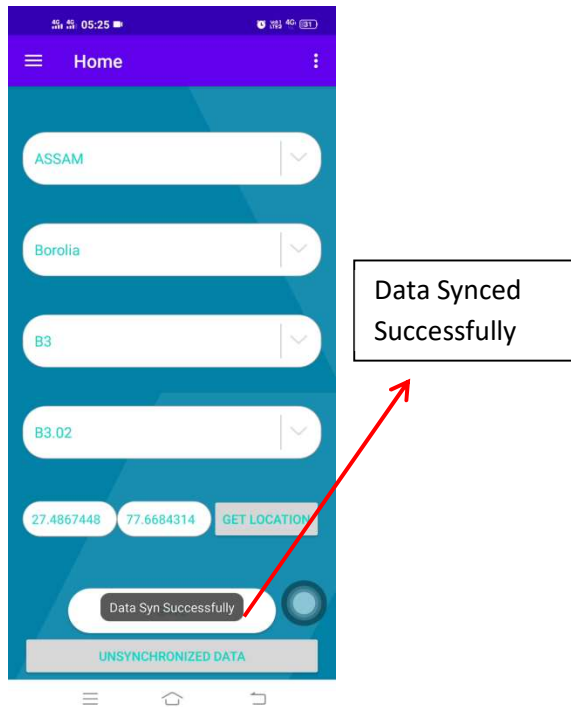 05:25
Home
ASSAM
Borolia
B3
B3.02
27.4867448 77.6684314 GET LOCATION
Data Syn Successfully
UNSYNCHRONIZED DATA
Data Synced
Successfully